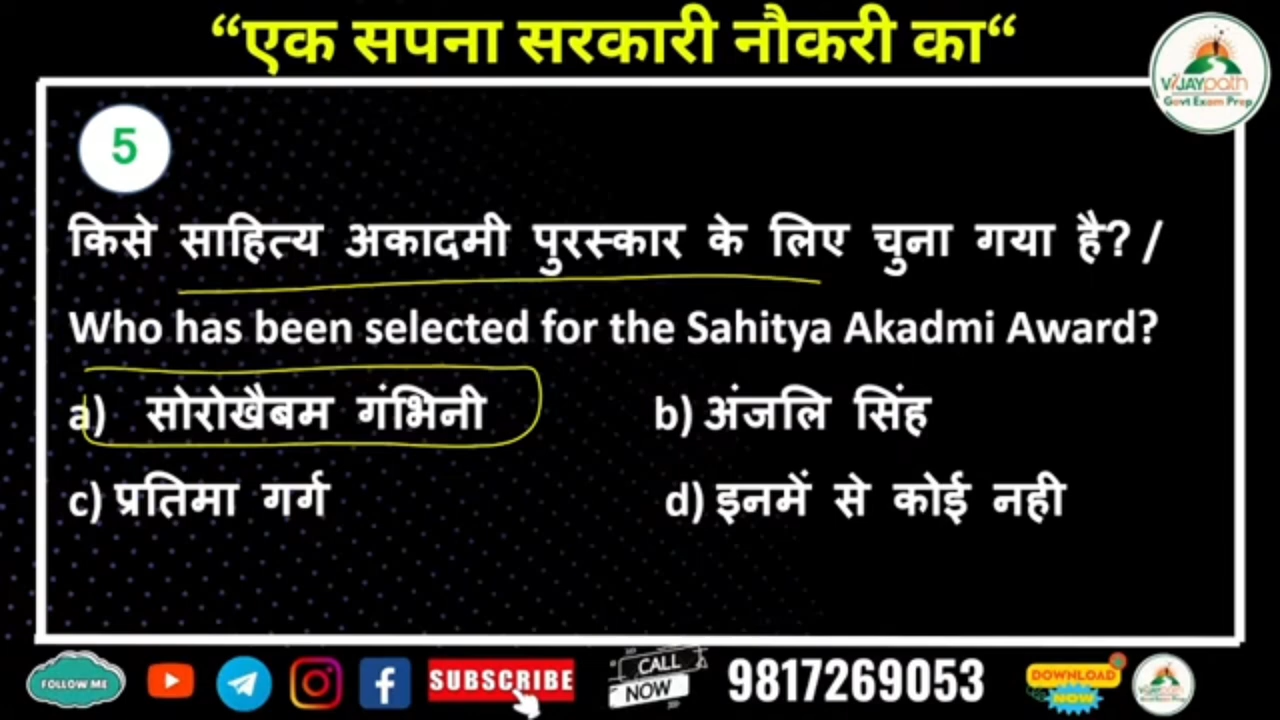 “एक सपना सरकारी नौकरी का“
VIJAYpath
Govt Exam Prep
5
किसे साहित्य अकादमी पुरस्कार के लिए चुना गया है? /
Who has been selected for the Sahitya Akadmi Award?
a) सोरोखैबम गंभिनी b) अंजलि सिंह
c) प्रतिमा गर्ग d) इनमें से कोई नही
FOLLOW ME SUBSCRIBE CALL NOW 9817269053 DOWNLOAD NOW